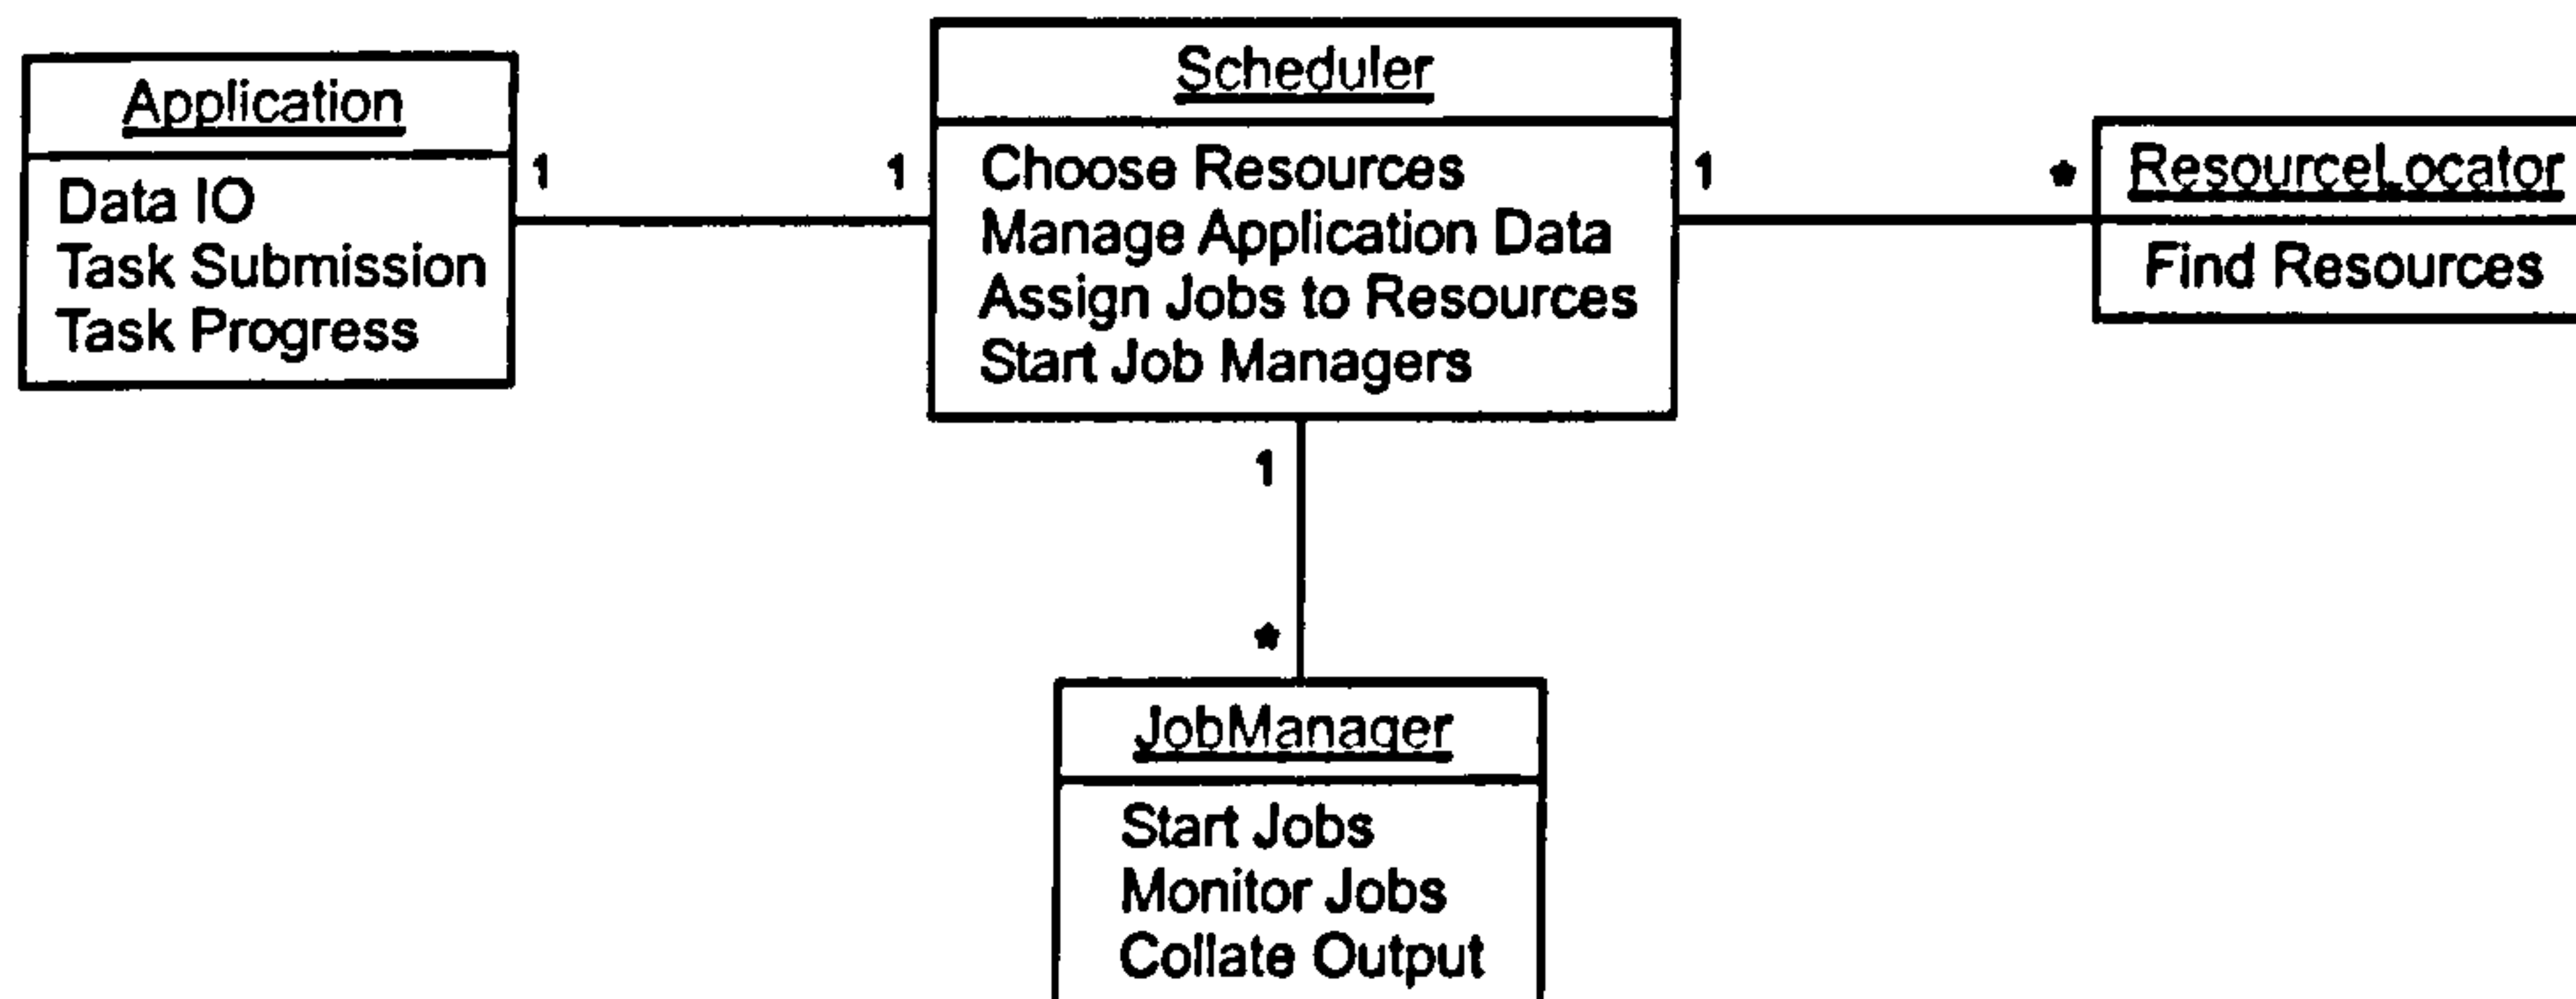 Application
Data IO
Task Submission
Task Progress
1
1
Scheduler
Choose Resources
Manage Application Data
Assign Jobs to Resources
Start Job Managers
1
*
ResourceLocator
Find Resources
1
*
JobManager
Start Jobs
Monitor Jobs
Collate Output